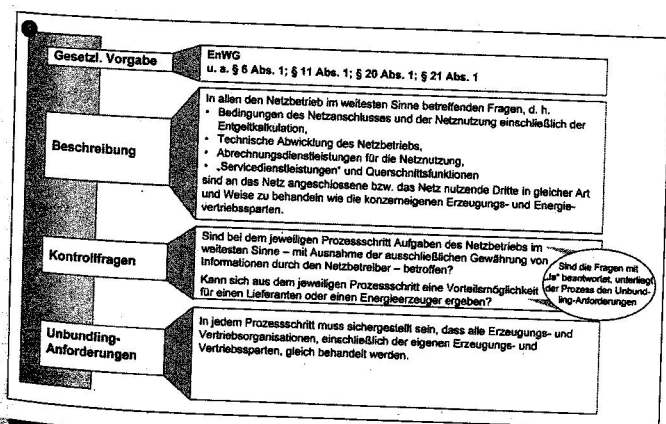 Gesetzl. Vorgabe
EnWG
u. a. § 6 Abs. 1; § 11 Abs. 1; § 20 Abs. 1; § 21 Abs. 1
Beschreibung
In allen den Netzbetrieb im weitesten Sinne betreffenden Fragen, d. h.
• Bedingungen des Netzanschlusses und der Netznutzung einschließlich der
Entgeltkalkulation,
• Technische Abwicklung des Netzbetriebs,
• Abrechnungsdienstleistungen für die Netznutzung,
• „Servicedienstleistungen" und Querschnittsfunktionen
sind an das Netz angeschlossene bzw. das Netz nutzende Dritte in gleicher Art
und Weise zu behandeln wie die konzerneigenen Erzeugungs- und Energie-
vertriebssparten.
Kontrollfragen
Sind bei dem jeweiligen Prozessschritt Aufgaben des Netzbetriebs im
weitesten Sinne – mit Ausnahme der ausschließlichen Gewährung von
Informationen durch den Netzbetreiber – betroffen?
Kann sich aus dem jeweiligen Prozessschritt eine Vorteilsmöglichkeit
für einen Lieferanten oder einen Energieerzeuger ergeben?
Sind die Fragen mit
„Ja" beantwortet, unterliegt
der Prozess den Unbund-
ling-Anforderungen
Unbundling-
Anforderungen
In jedem Prozessschritt muss sichergestellt sein, dass alle Erzeugungs- und
Vertriebsorganisationen, einschließlich der eigenen Erzeugungs- und
Vertriebssparten, gleich behandelt werden.